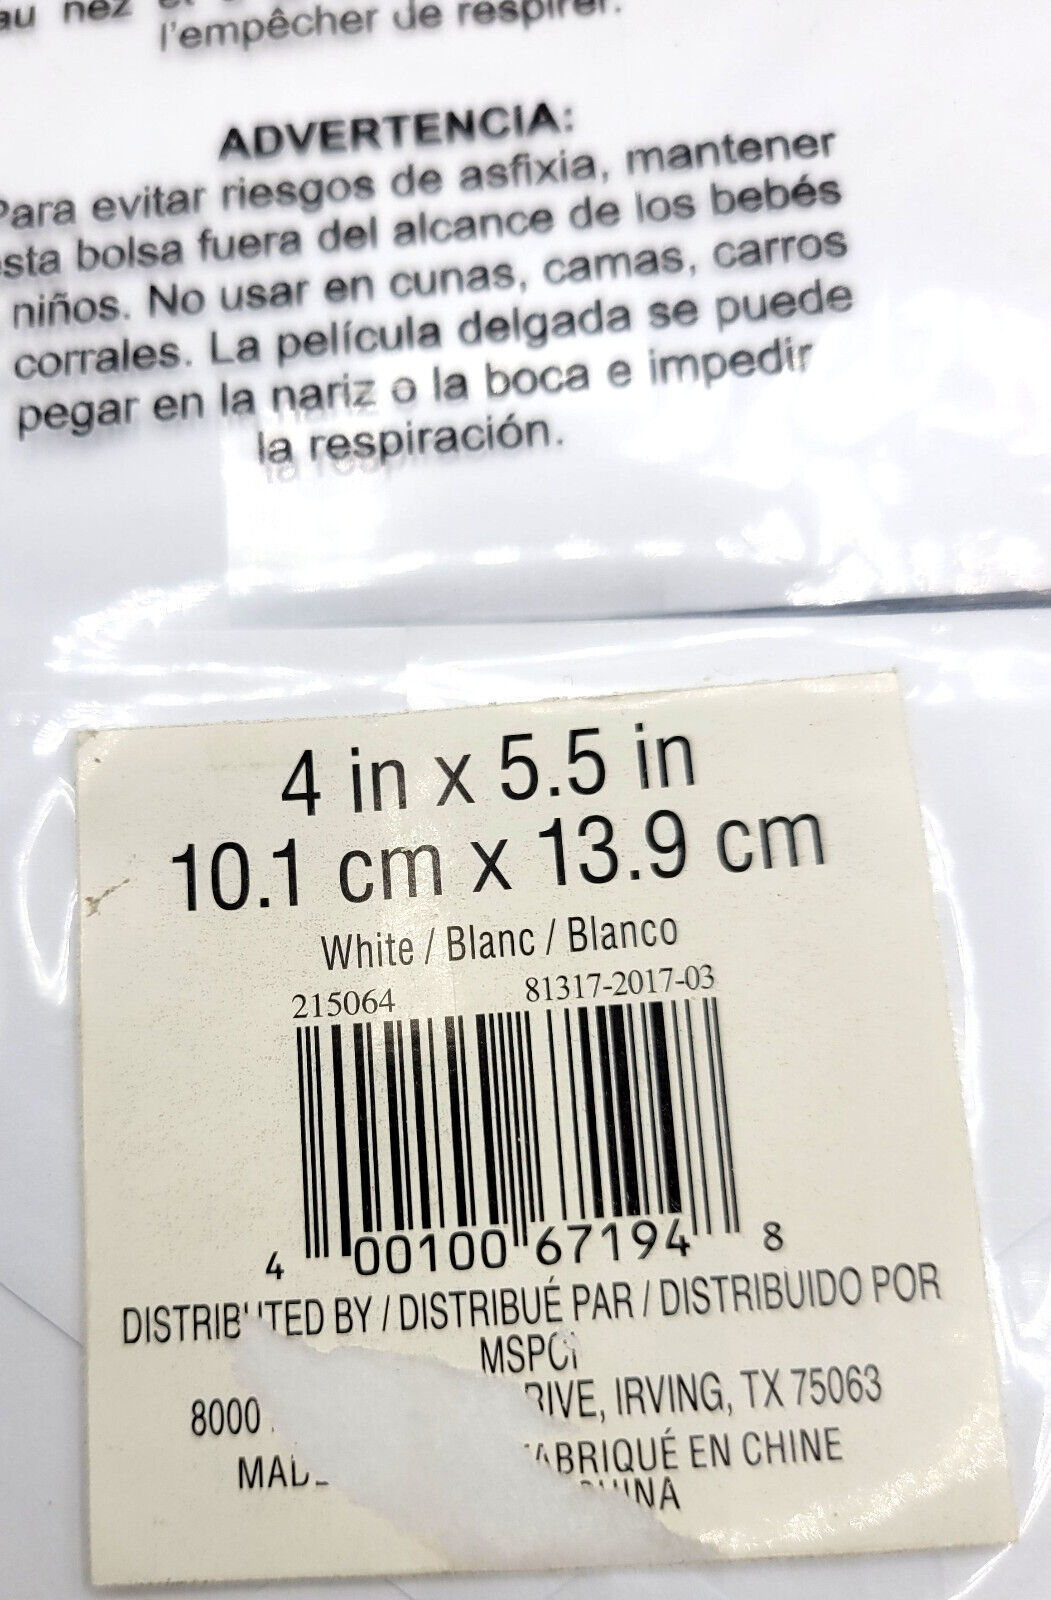 au nez
l'empêcher de respirer.
ADVERTENCIA:
Para evitar riesgos de asfixia, mantener
esta bolsa fuera del alcance de los bebés
niños. No usar en cunas, camas, carros
corrales. La película delgada se puede
pegar en la nariz o la boca e impedir
la respiración.
4 in x 5.5 in
10.1 cm x 13.9 cm
White / Blanc / Blanco
215064 81317-2017-03
4 00100 67194 8
DISTRIBUTED BY / DISTRIBUÉ PAR / DISTRIBUIDO POR
MSPCI
8000 RIVE, IRVING, TX 75063
MADE FABRIQUÉ EN CHINE
CHINA